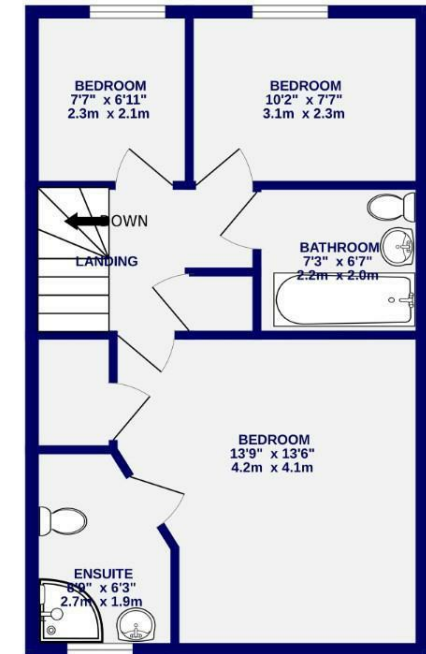 BEDROOM
7'7" x 6'11"
2.3m x 2.1m
BEDROOM
10'2" x 7'7"
3.1m x 2.3m
DOWN
LANDING
BATHROOM
7'3" x 6'7"
2.2m x 2.0m
BEDROOM
13'9" x 13'6"
4.2m x 4.1m
ENSUITE
8'9" x 6'3"
2.7m x 1.9m